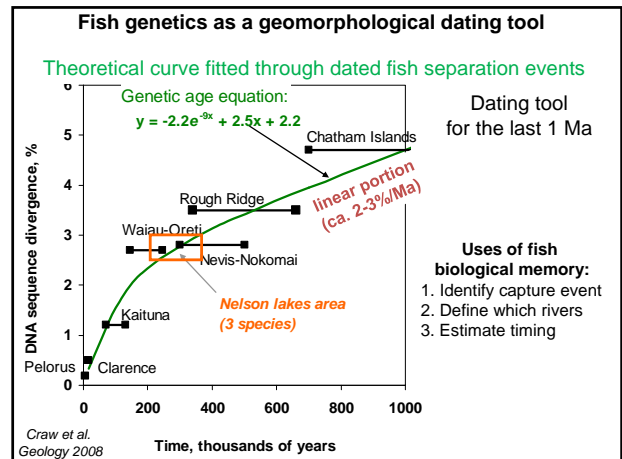 Fish genetics as a geomorphological dating tool
Theoretical curve fitted through dated fish separation events
Genetic age equation:
y = -2.2e^-9x + 2.5x + 2.2
Dating tool
for the last 1 Ma
Chatham Islands
linear portion
(ca. 2-3%/Ma)
Rough Ridge
Waiau-Oreti
Nevis-Nokomai
Nelson lakes area
(3 species)
Kaituna
Pelorus
Clarence
Uses of fish
biological memory:
1. Identify capture event
2. Define which rivers
3. Estimate timing
DNA sequence divergence, %
6
5
4
3
2
1
0
0 200 400 600 800 1000
Time, thousands of years
Craw et al.
Geology 2008